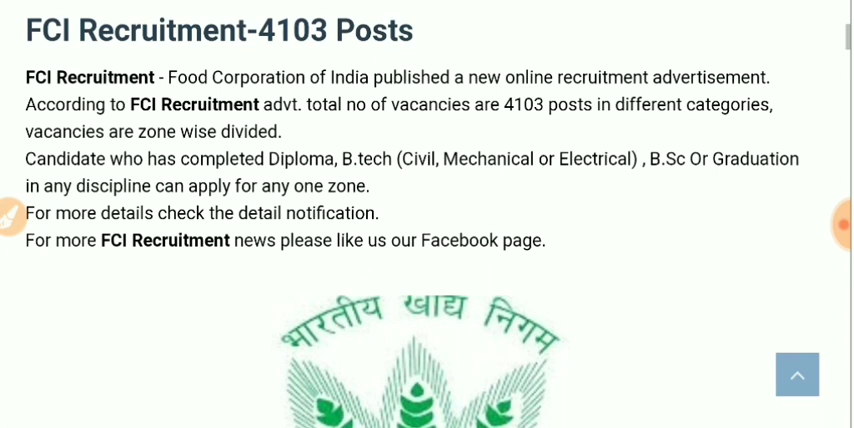 FCI Recruitment-4103 Posts
FCI Recruitment - Food Corporation of India published a new online recruitment advertisement.
According to FCI Recruitment advt. total no of vacancies are 4103 posts in different categories,
vacancies are zone wise divided.
Candidate who has completed Diploma, B.tech (Civil, Mechanical or Electrical) , B.Sc Or Graduation
in any discipline can apply for any one zone.
For more details check the detail notification.
For more FCI Recruitment news please like us our Facebook page.
भारतीय खाद्य निगम